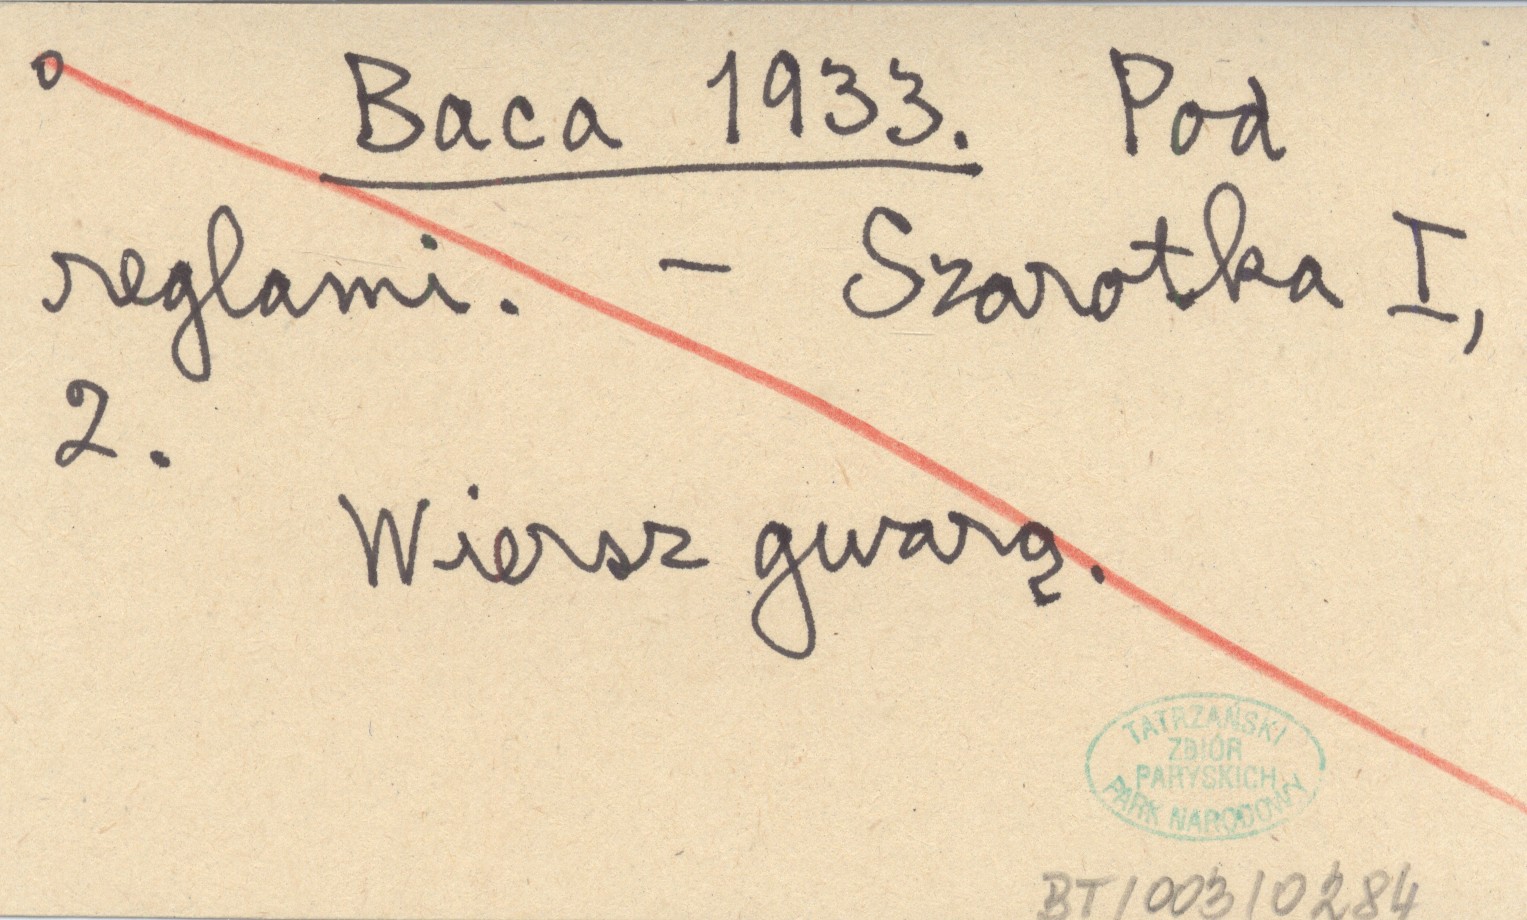 o Baca 1933. Pod
reglami. – Szarotka I,
2.
Wiersz gwarą.
TATRZAŃSKI
ZBIÓR
PARYSKICH
PARK NARODOWY
BT/003/0284